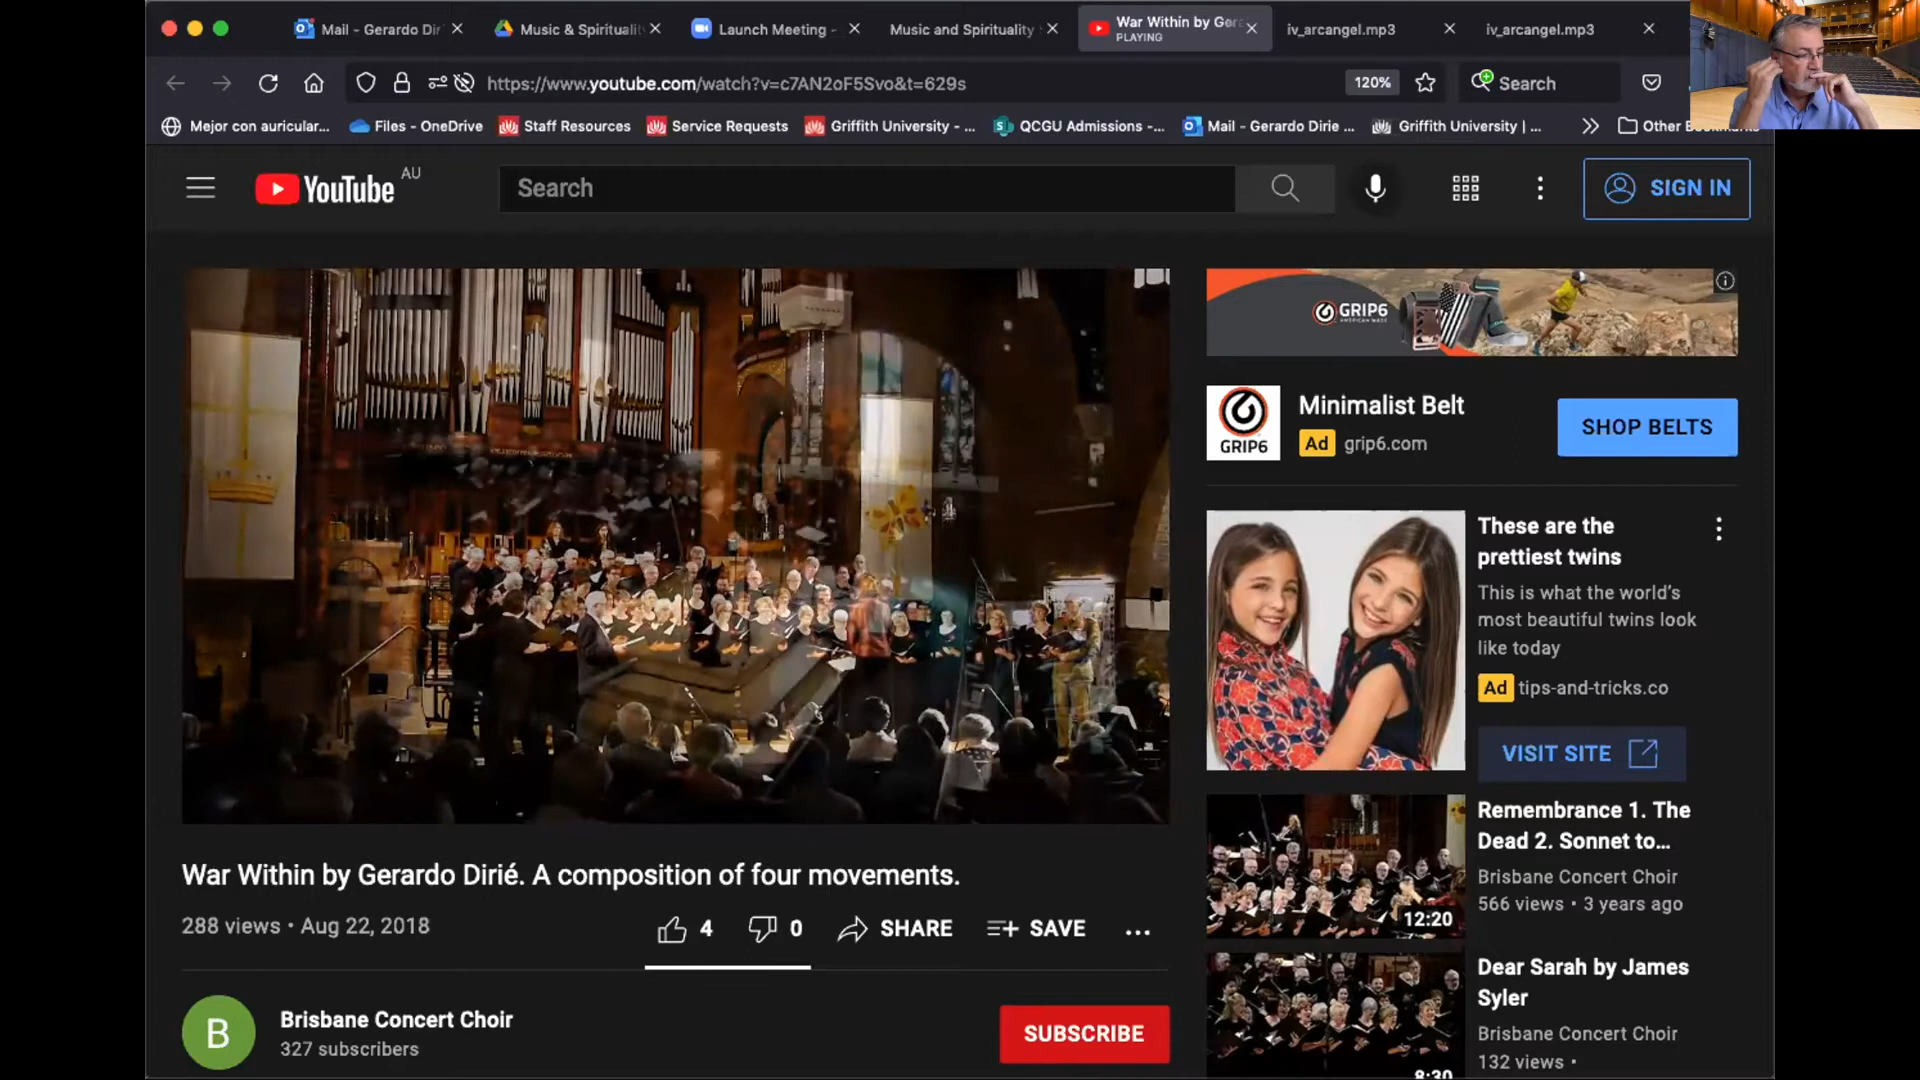 Mail - Gerardo Dir
Music & Spiritualit
Launch Meeting -
Music and Spirituality
War Within by Ger
PLAYING
iv_arcangel.mp3
iv_arcangel.mp3
https://www.youtube.com/watch?v=c7AN2oF5Svo&t=629s
120%
Search
Mejor con auricular...
Files - OneDrive
Staff Resources
Service Requests
Griffith University - ...
QCGU Admissions -...
Mail - Gerardo Dirie ...
Griffith University | ...
Other Bookmarks
YouTube AU
Search
SIGN IN
GRIP6
GRIP6
Minimalist Belt
Ad grip6.com
SHOP BELTS
These are the
prettiest twins
This is what the world's
most beautiful twins look
like today
Ad tips-and-tricks.co
VISIT SITE
War Within by Gerardo Dirié. A composition of four movements.
288 views • Aug 22, 2018
4
0
SHARE
SAVE
...
B
Brisbane Concert Choir
327 subscribers
SUBSCRIBE
Remembrance 1. The
Dead 2. Sonnet to...
Brisbane Concert Choir
566 views • 3 years ago
12:20
Dear Sarah by James
Syler
Brisbane Concert Choir
132 views •
8:30